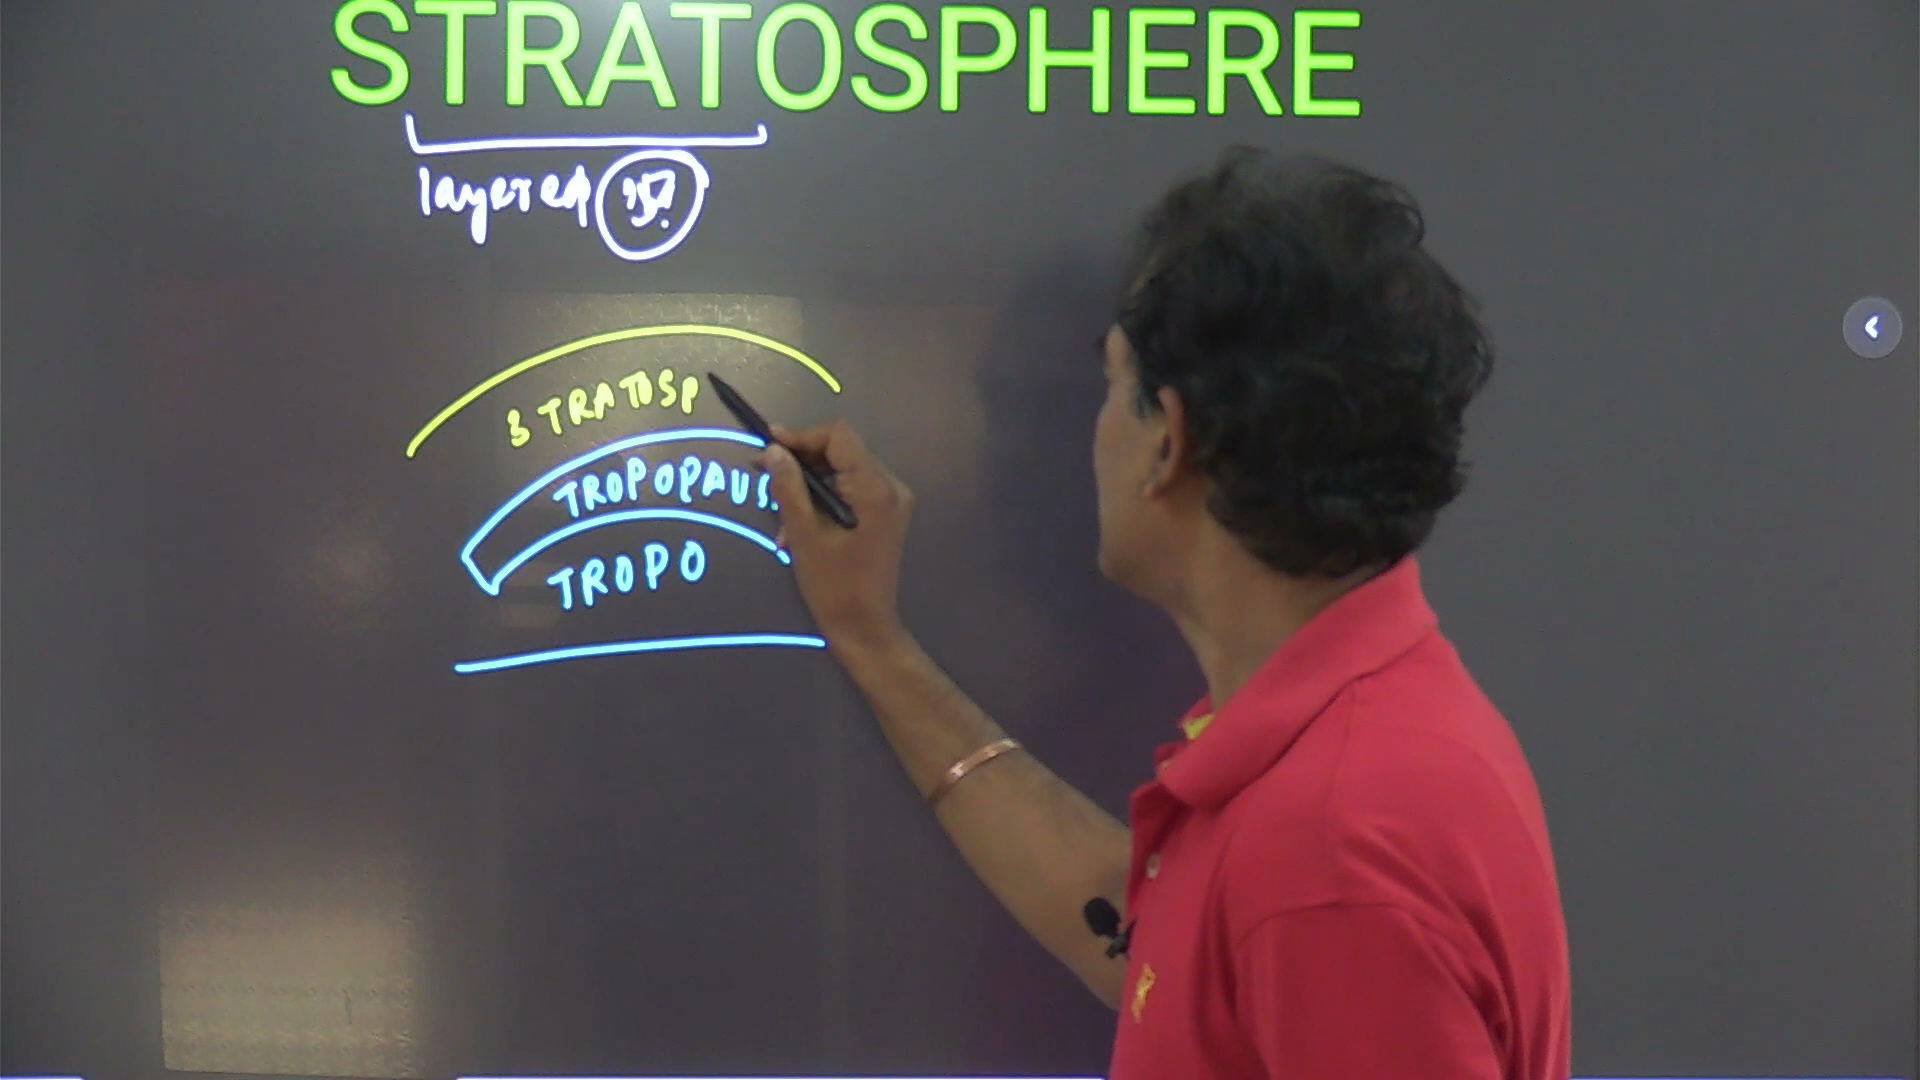 STRATOSPHERE
layered
STRATOSP
TROPOPAUS
TROPO